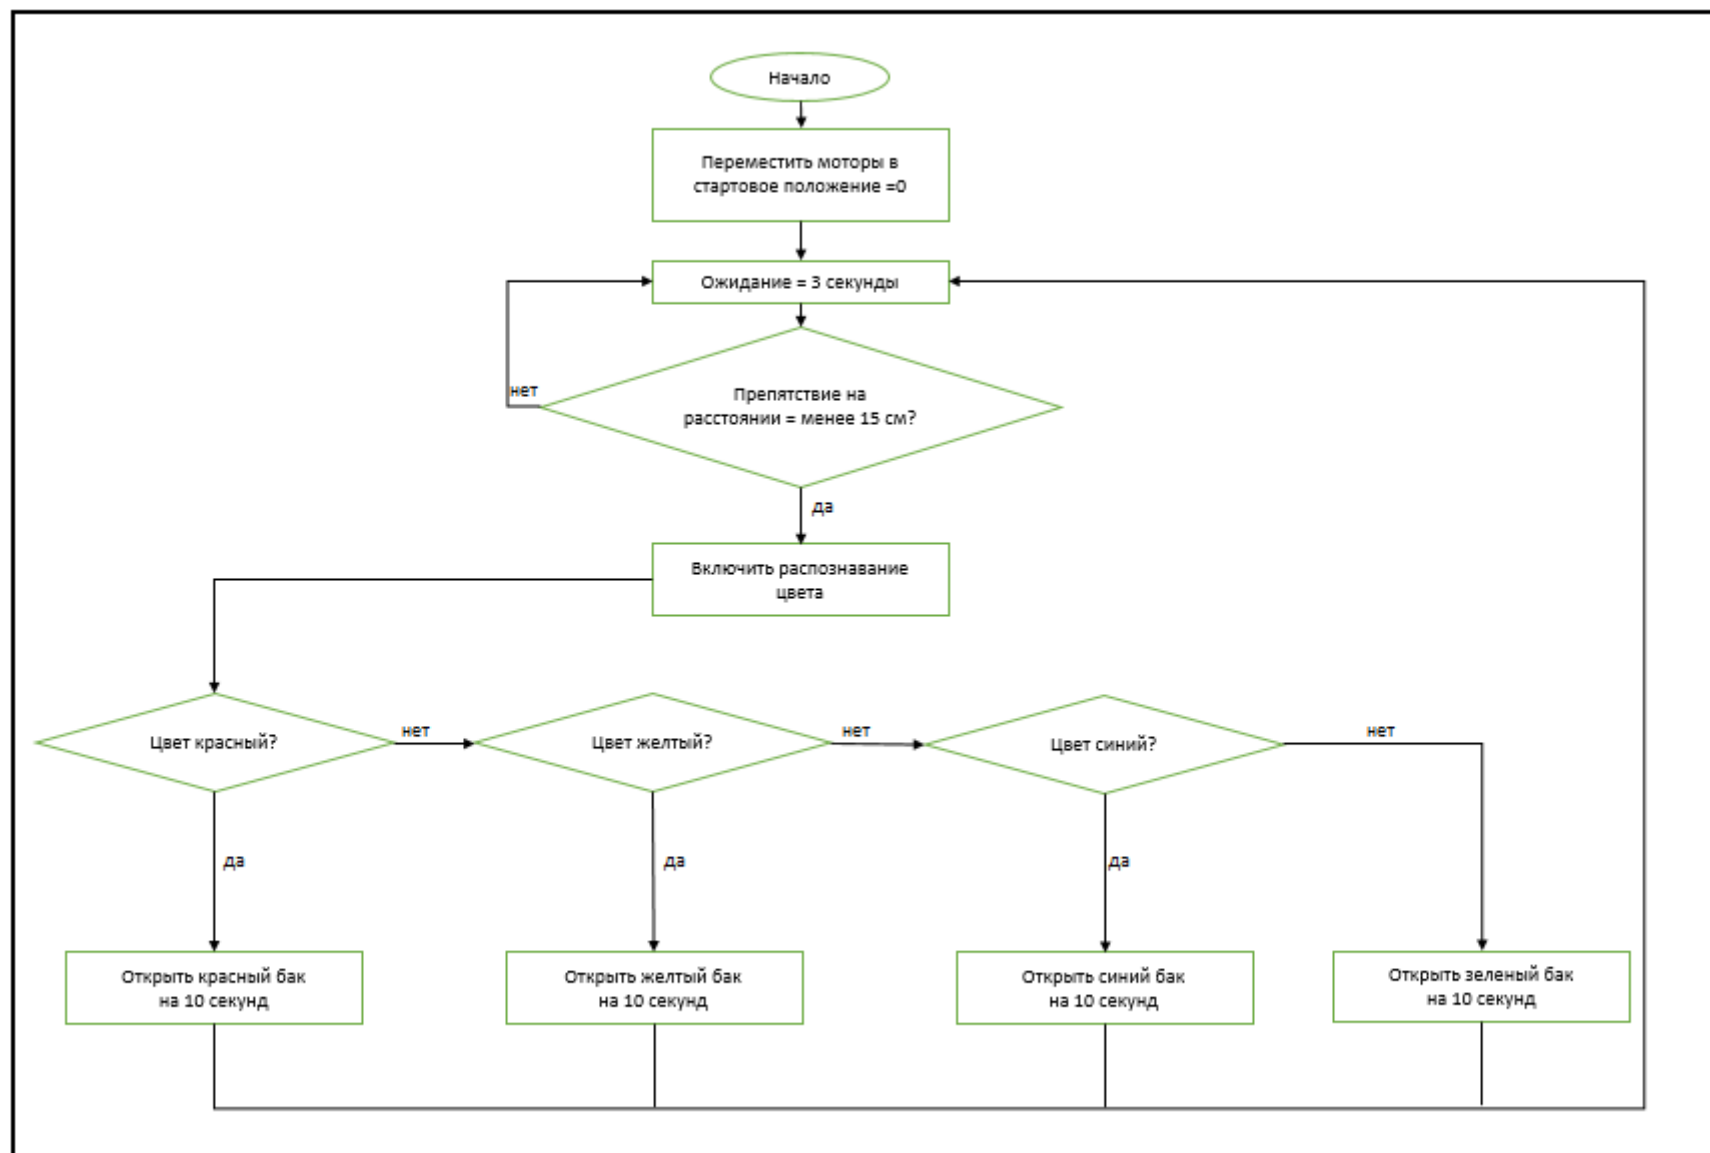 Начало
Переместить моторы в
стартовое положение =0
Ожидание = 3 секунды
нет
Препятствие на
расстоянии = менее 15 см?
да
Включить распознавание
цвета
Цвет красный?
нет
Цвет желтый?
нет
Цвет синий?
нет
да
да
да
Открыть красный бак
на 10 секунд
Открыть желтый бак
на 10 секунд
Открыть синий бак
на 10 секунд
Открыть зеленый бак
на 10 секунд